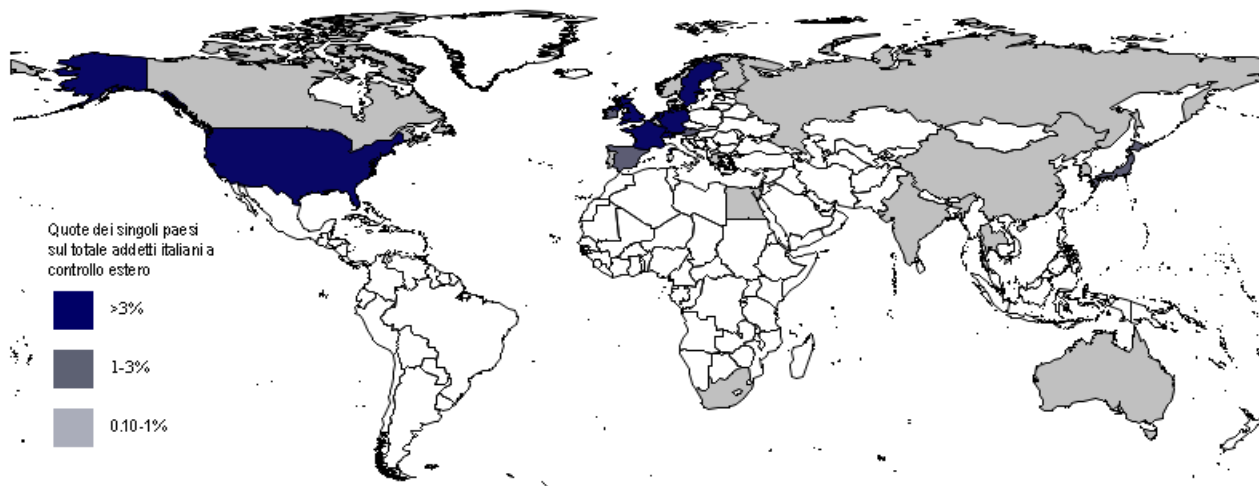 Quote dei singoli paesi
sul totale addetti italiani a
controllo estero
>3%
1-3%
0.10-1%